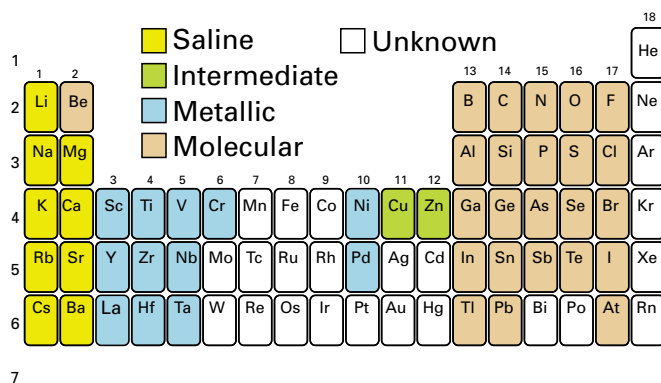 18
Saline Unknown
1 He
1 2 Intermediate 13 14 15 16 17
2 Li Be Metallic B C N O F Ne
Molecular
3 Na Mg Al Si P S Cl Ar
3 4 5 6 7 8 9 10 11 12
4 K Ca Sc Ti V Cr Mn Fe Co Ni Cu Zn Ga Ge As Se Br Kr
5 Rb Sr Y Zr Nb Mo Tc Ru Rh Pd Ag Cd In Sn Sb Te I Xe
6 Cs Ba La Hf Ta W Re Os Ir Pt Au Hg Tl Pb Bi Po At Rn
7